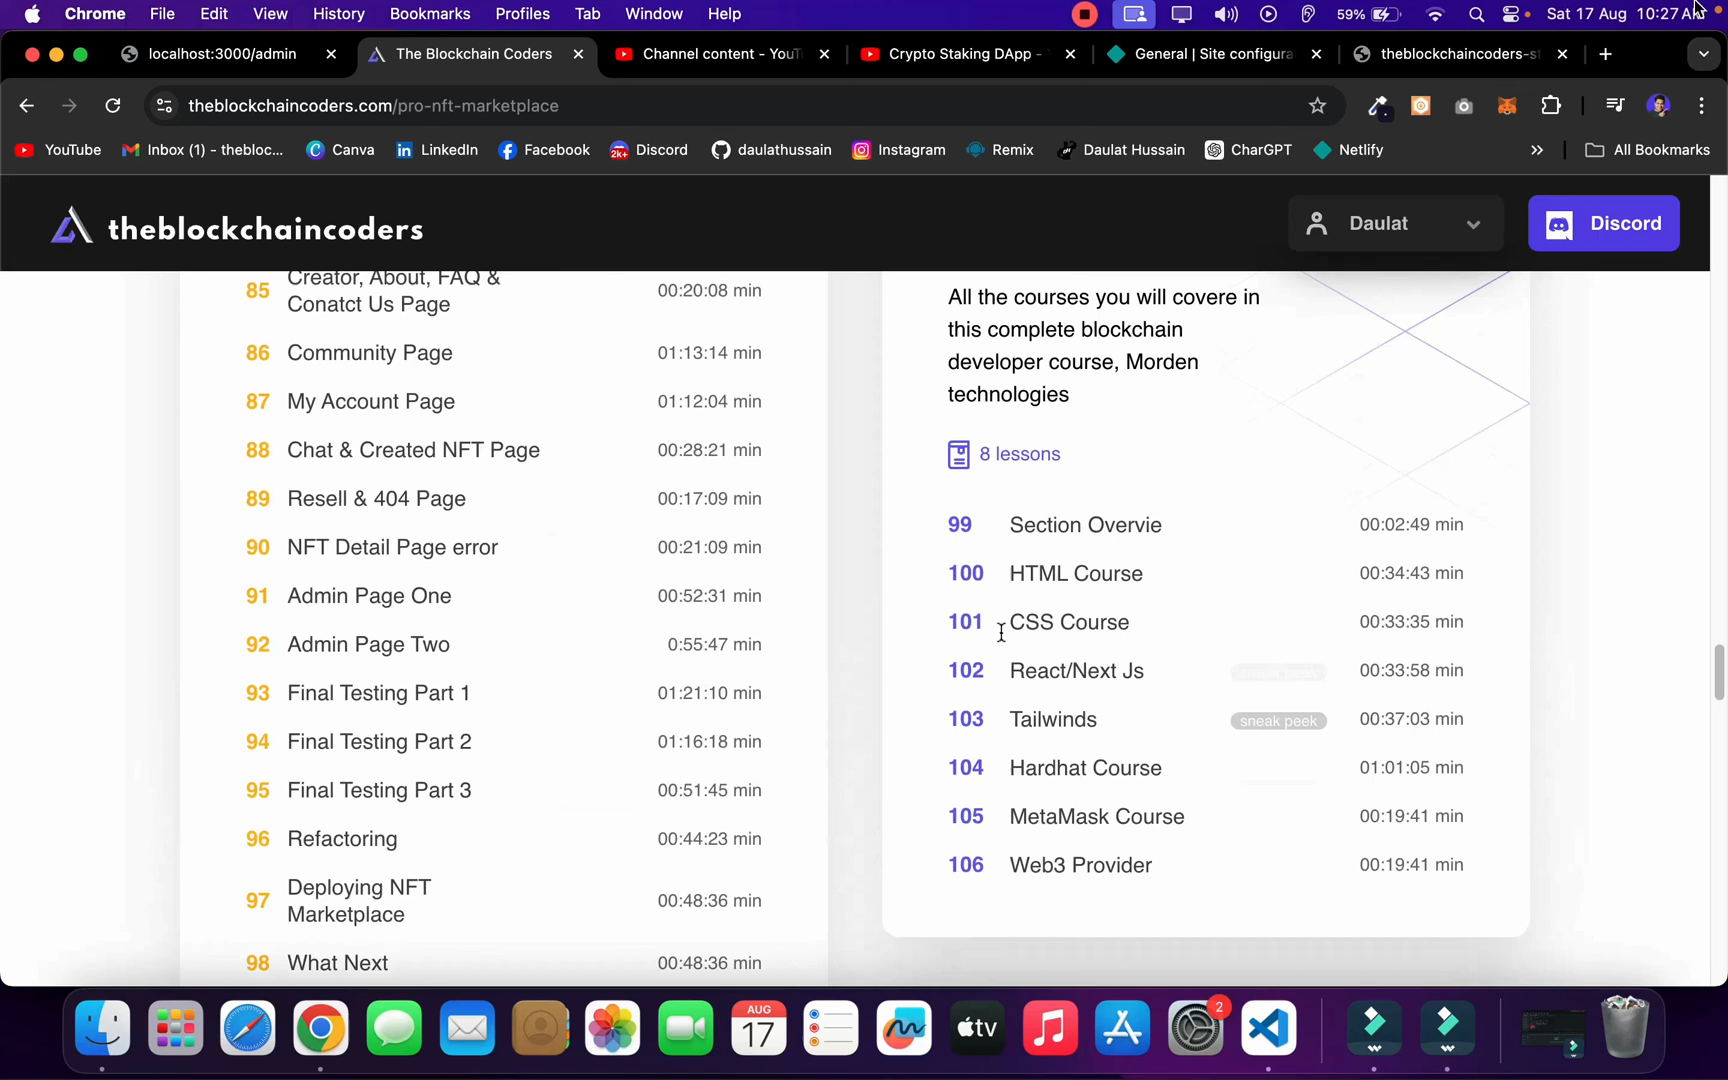 Chrome File Edit View History Bookmarks Profiles Tab Window Help 59% Sat 17 Aug 10:27 AM
localhost:3000/admin The Blockchain Coders Channel content - YouT Crypto Staking DApp - General | Site configura theblockchaincoders-st
theblockchaincoders.com/pro-nft-marketplace
YouTube Inbox (1) - thebloc... Canva LinkedIn Facebook 2K+ Discord daulathussain Instagram Remix Daulat Hussain CharGPT Netlify » All Bookmarks
theblockchaincoders Daulat Discord
85 Creator, About, FAQ &
Conatct Us Page 00:20:08 min
86 Community Page 01:13:14 min
87 My Account Page 01:12:04 min
88 Chat & Created NFT Page 00:28:21 min
89 Resell & 404 Page 00:17:09 min
90 NFT Detail Page error 00:21:09 min
91 Admin Page One 00:52:31 min
92 Admin Page Two 0:55:47 min
93 Final Testing Part 1 01:21:10 min
94 Final Testing Part 2 01:16:18 min
95 Final Testing Part 3 00:51:45 min
96 Refactoring 00:44:23 min
97 Deploying NFT
Marketplace 00:48:36 min
98 What Next 00:48:36 min
All the courses you will covere in
this complete blockchain
developer course, Morden
technologies
8 lessons
99 Section Overvie 00:02:49 min
100 HTML Course 00:34:43 min
101 CSS Course 00:33:35 min
102 React/Next Js 00:33:58 min
103 Tailwinds sneak peek 00:37:03 min
104 Hardhat Course 01:01:05 min
105 MetaMask Course 00:19:41 min
106 Web3 Provider 00:19:41 min
AUG
17
tv
2